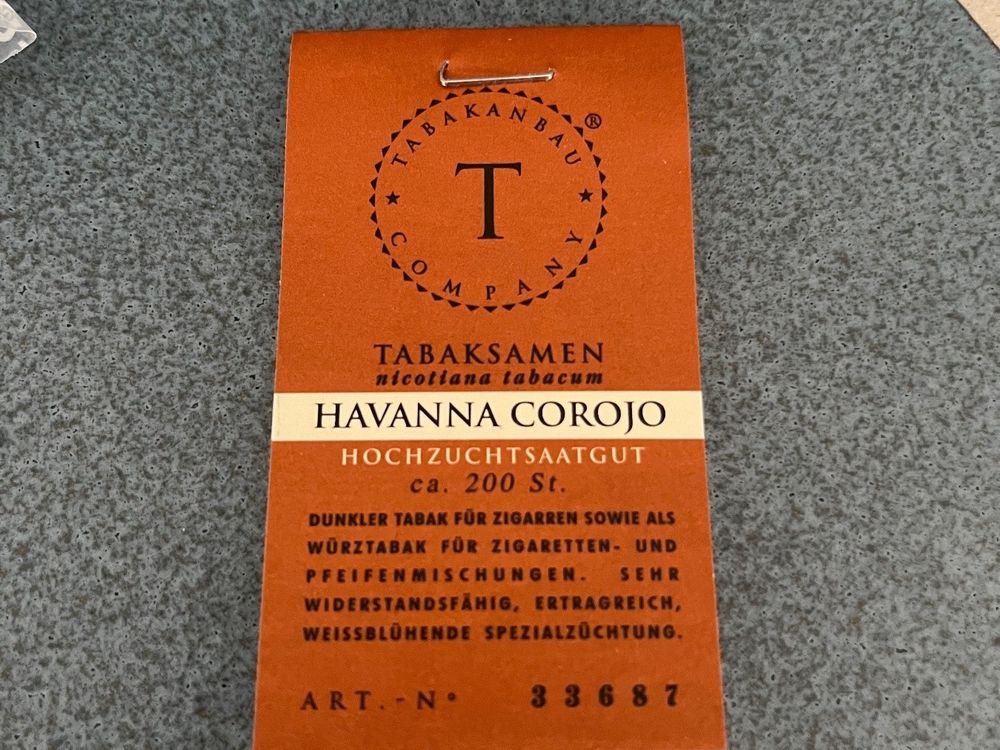 TABAKANBAU ®
T
COMPANY
TABAKSAMEN
nicotiana tabacum
HAVANNA COROJO
HOCHZUCHTSAATGUT
ca. 200 St.
DUNKLER TABAK FÜR ZIGARREN SOWIE ALS
WÜRZTABAK FÜR ZIGARETTEN- UND
PFEIFENMISCHUNGEN. SEHR
WIDERSTANDSFÄHIG, ERTRAGREICH,
WEISSBLÜHENDE SPEZIALZÜCHTUNG.
ART.-N° 33687